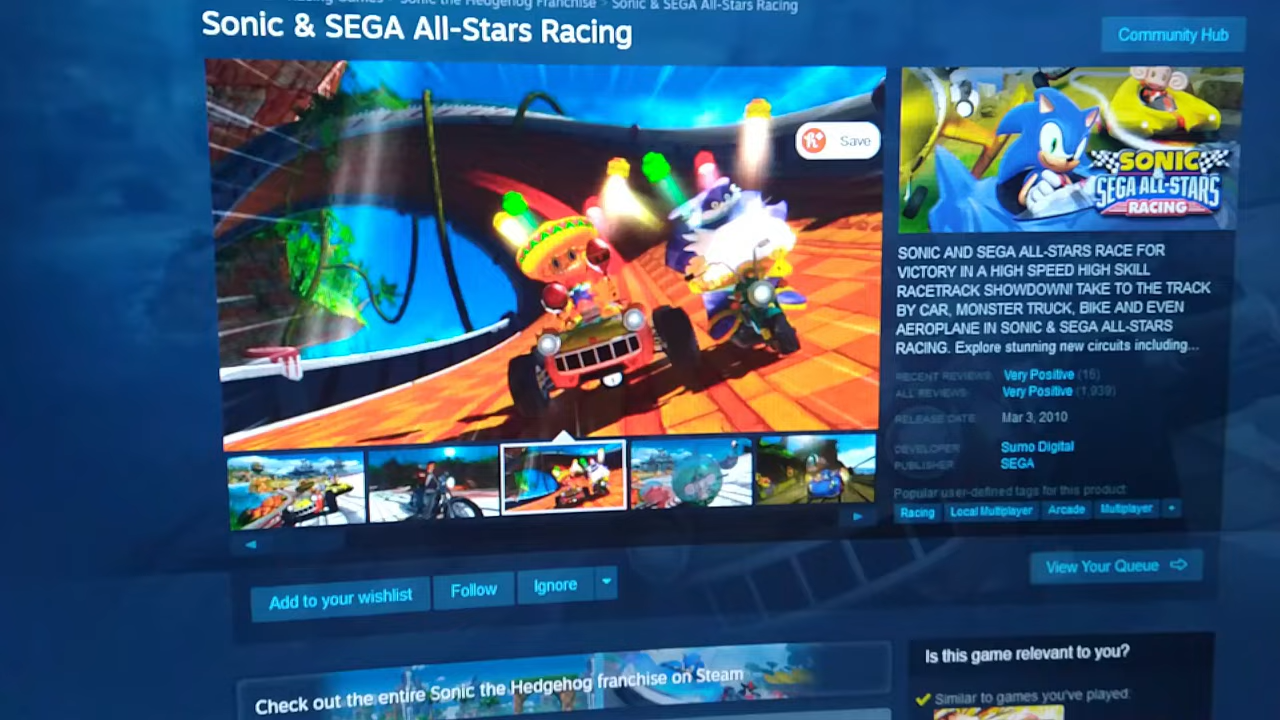 Racing Games > Sonic the Hedgehog Franchise > Sonic & SEGA All-Stars Racing
Sonic & SEGA All-Stars Racing
Community Hub
Save
SONIC
SEGA ALL-STARS
RACING
SONIC AND SEGA ALL-STARS RACE FOR
VICTORY IN A HIGH SPEED HIGH SKILL
RACETRACK SHOWDOWN! TAKE TO THE TRACK
BY CAR, MONSTER TRUCK, BIKE AND EVEN
AEROPLANE IN SONIC & SEGA ALL-STARS
RACING. Explore stunning new circuits including...
RECENT REVIEWS: Very Positive (16)
ALL REVIEWS: Very Positive (1,939)
RELEASE DATE: Mar 3, 2010
DEVELOPER: Sumo Digital
PUBLISHER: SEGA
Popular user-defined tags for this product:
Racing Local Multiplayer Arcade Multiplayer +
Add to your wishlist Follow Ignore
View Your Queue
Check out the entire Sonic the Hedgehog franchise on Steam
Is this game relevant to you?
Similar to games you've played: